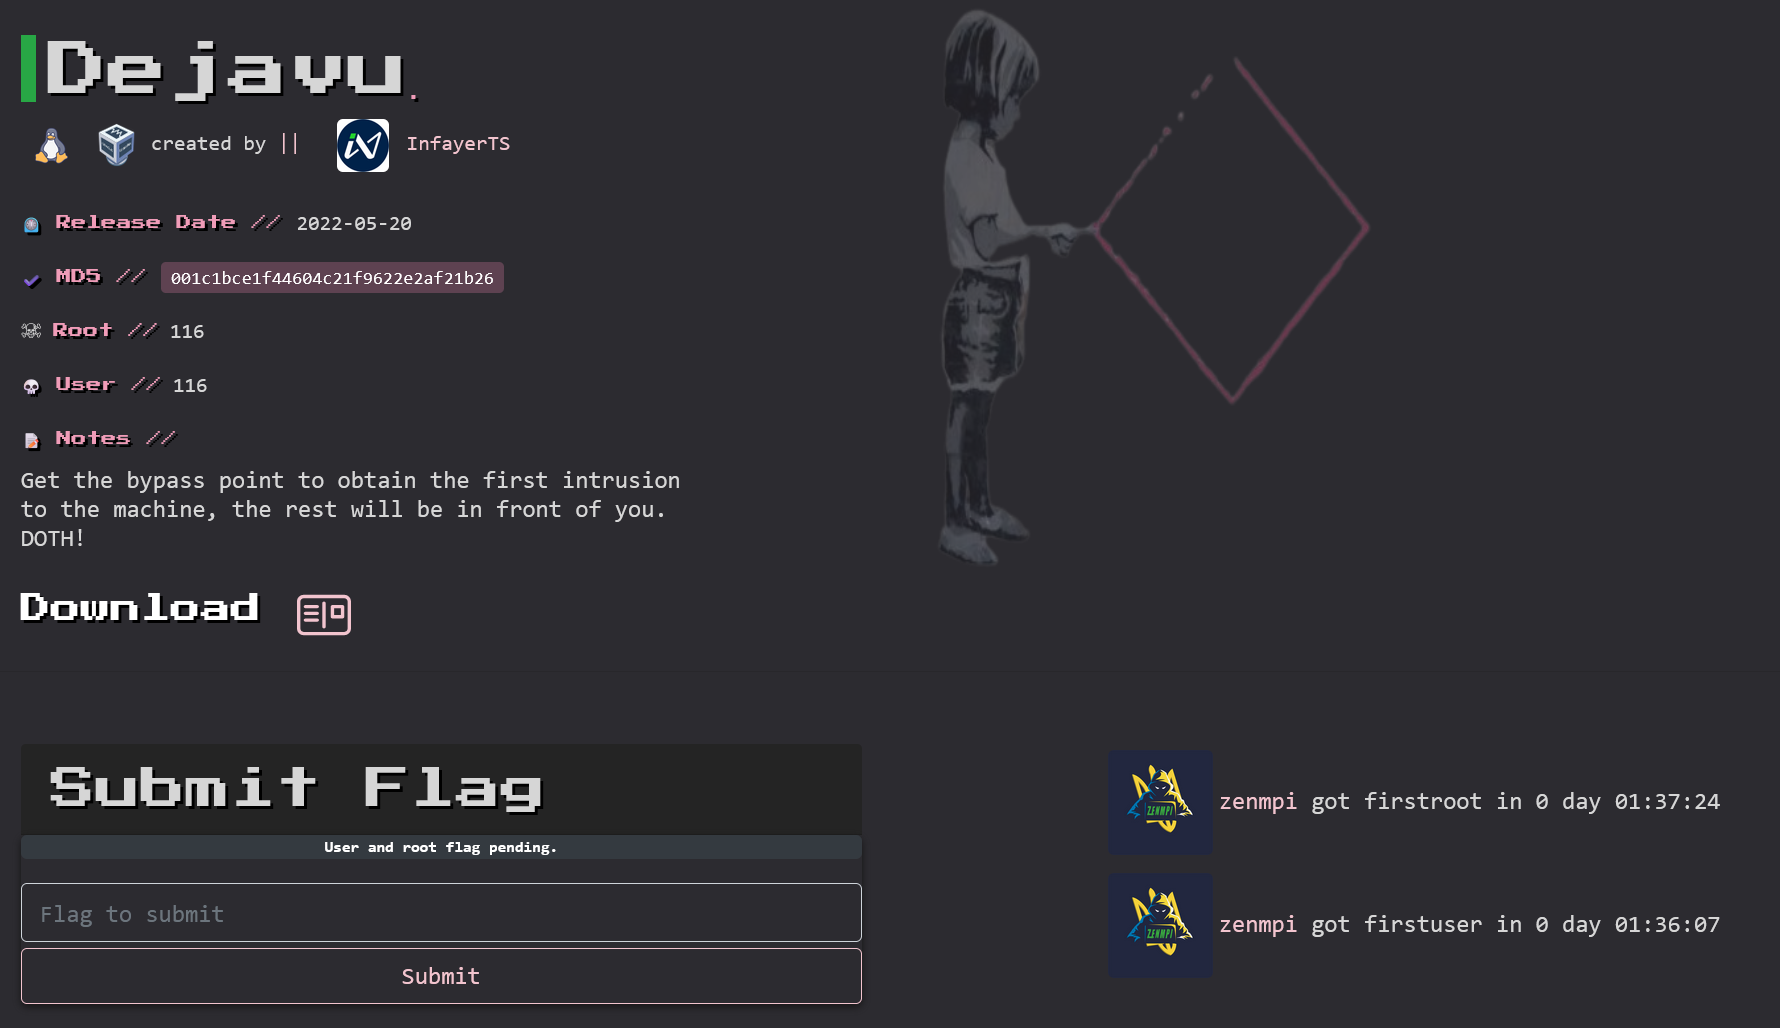 Dejavu.
created by || InfayerTS
Release Date // 2022-05-20
MD5 // 001c1bce1f44604c21f9622e2af21b26
Root // 116
User // 116
Notes //
Get the bypass point to obtain the first intrusion
to the machine, the rest will be in front of you.
DOTH!
Download
Submit Flag
User and root flag pending.
Flag to submit
Submit
ZENMPI
zenmpi got firstroot in 0 day 01:37:24
ZENMPI
zenmpi got firstuser in 0 day 01:36:07